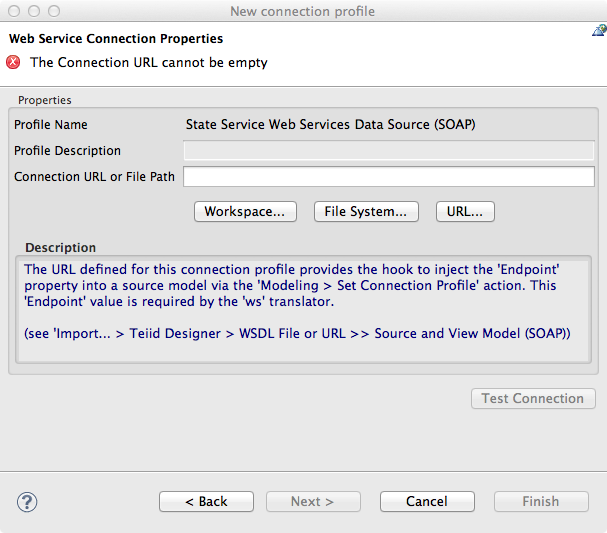 New connection profile
Web Service Connection Properties
The Connection URL cannot be empty
Properties
Profile Name State Service Web Services Data Source (SOAP)
Profile Description
Connection URL or File Path
Workspace... File System... URL...
Description
The URL defined for this connection profile provides the hook to inject the 'Endpoint'
property into a source model via the 'Modeling > Set Connection Profile' action. This
'Endpoint' value is required by the 'ws' translator.
(see 'Import... > Teiid Designer > WSDL File or URL >> Source and View Model (SOAP))
Test Connection
? < Back Next > Cancel Finish